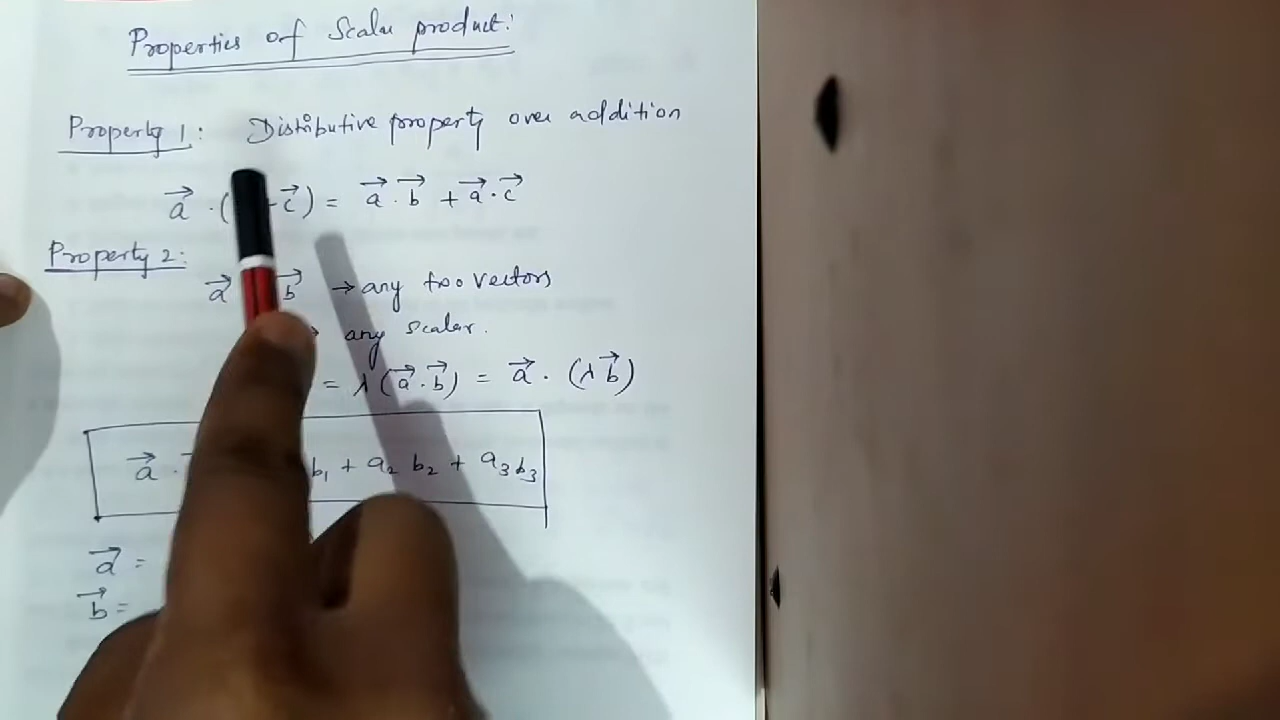 Properties of Scalar product:
Property 1: Distributive property over addition
a⃗ · ( + c⃗ ) = a⃗ · b⃗ + a⃗ · c⃗
Property 2:
a⃗ b⃗ → any two vectors
→ any scalar.
= λ ( a⃗ · b⃗ ) = a⃗ · ( λ b⃗ )
a⃗ · b₁ + a₂ b₂ + a₃ b₃
a⃗ =
b⃗ =